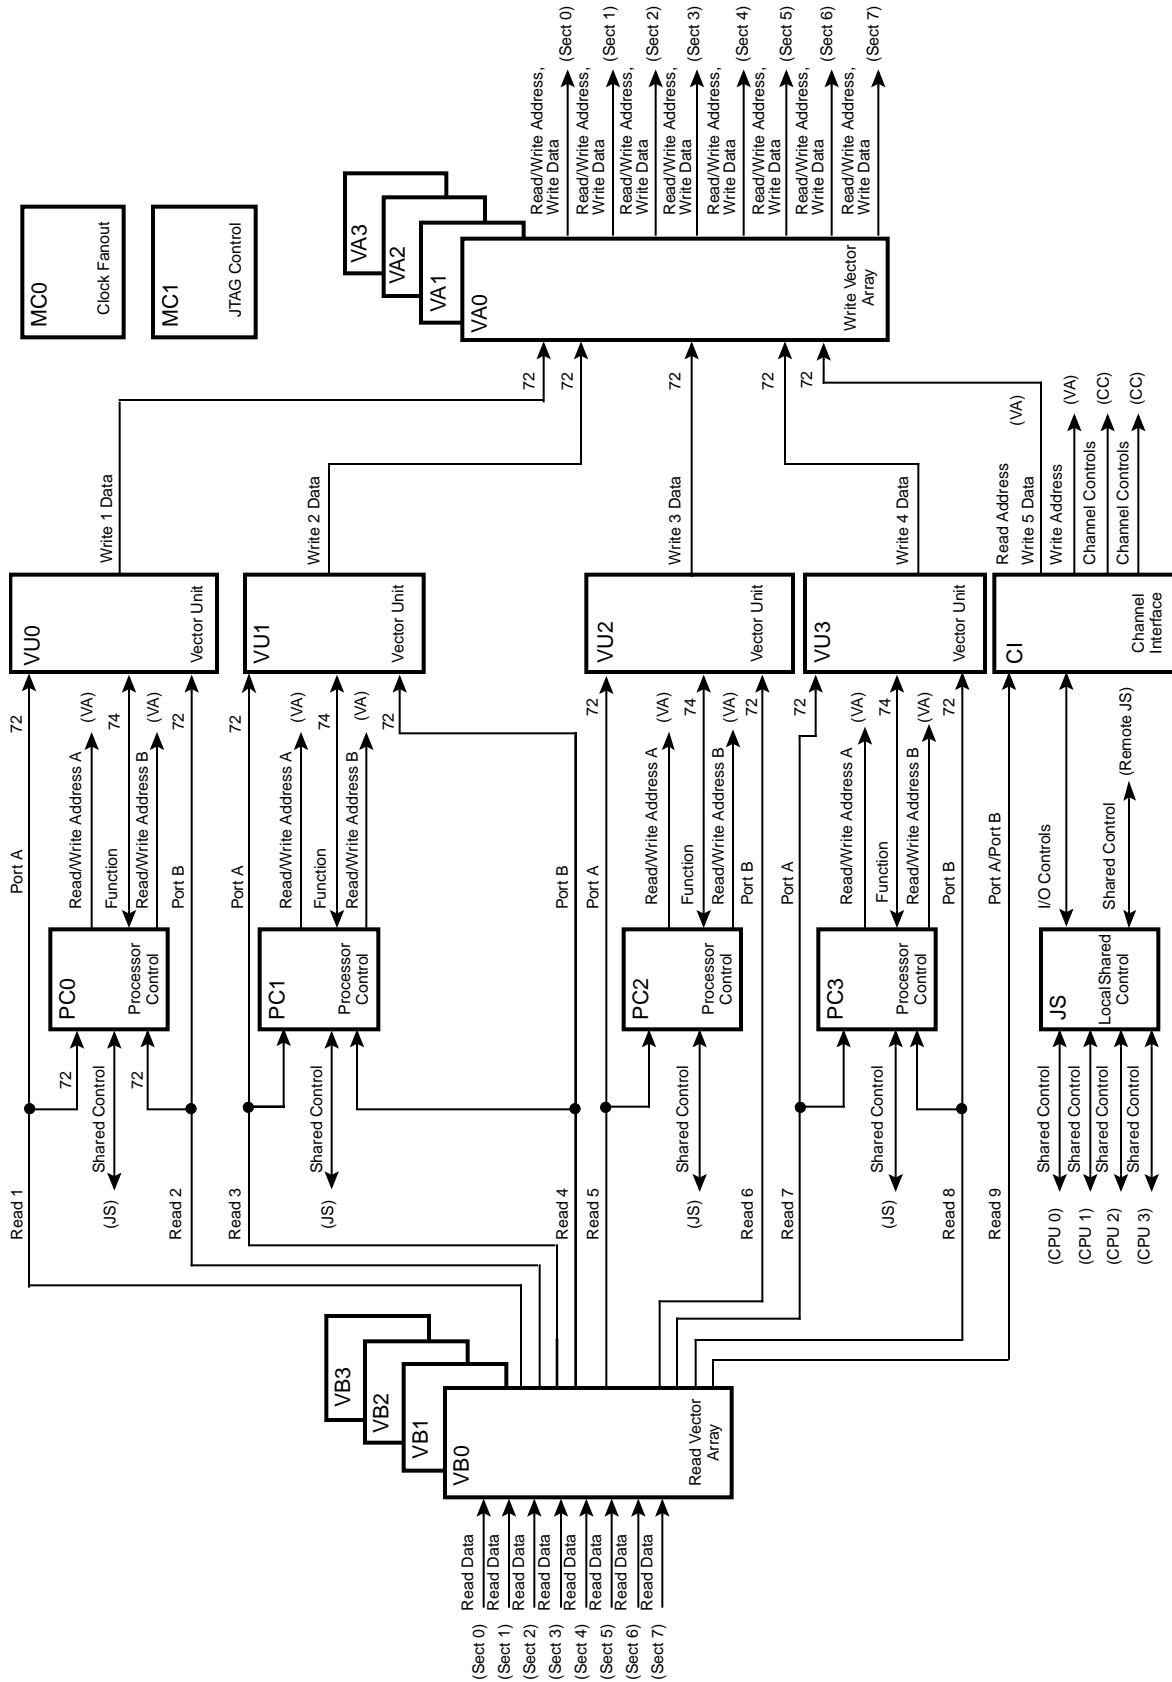 MC0
Clock Fanout
MC1
JTAG Control
VU0
Vector Unit
VU1
Vector Unit
VU2
Vector Unit
VU3
Vector Unit
CI
Channel
Interface
VA3
VA2
VA1
VA0
Write Vector
Array
PC0
Processor
Control
PC1
Processor
Control
PC2
Processor
Control
PC3
Processor
Control
JS
Local Shared
Control
VB3
VB2
VB1
VB0
Read Vector
Array
(Sect 0)
Read Data
(Sect 1)
Read Data
(Sect 2)
Read Data
(Sect 3)
Read Data
(Sect 4)
Read Data
(Sect 5)
Read Data
(Sect 6)
Read Data
(Sect 7)
Read Data
Read 1
Port A
72
72
Shared Control
(JS)
72
Read/Write Address A
(VA)
Function
74
Read/Write Address B
(VA)
Read 2
Port B
72
Read 3
Port A
72
Shared Control
(JS)
Read/Write Address A
(VA)
Function
74
Read/Write Address B
(VA)
72
Read 4
Port B
Read 5
Port A
72
Shared Control
(JS)
Read/Write Address A
(VA)
Function
74
Read/Write Address B
(VA)
Read 6
Port B
72
Read 7
Port A
72
Shared Control
(JS)
Read/Write Address A
(VA)
Function
74
Read/Write Address B
(VA)
Read 8
Port B
72
Read 9
Port A/Port B
I/O Controls
Shared Control
(Remote JS)
(CPU 0)
Shared Control
(CPU 1)
Shared Control
(CPU 2)
Shared Control
(CPU 3)
Shared Control
Write 1 Data
72
Write 2 Data
72
Write 3 Data
72
Write 4 Data
72
Read Address
(VA)
Write 5 Data
72
Write Address
(VA)
Channel Controls
(CC)
Channel Controls
(CC)
Read/Write Address,
Write Data
(Sect 0)
Read/Write Address,
Write Data
(Sect 1)
Read/Write Address,
Write Data
(Sect 2)
Read/Write Address,
Write Data
(Sect 3)
Read/Write Address,
Write Data
(Sect 4)
Read/Write Address,
Write Data
(Sect 5)
Read/Write Address,
Write Data
(Sect 6)
Read/Write Address,
Write Data
(Sect 7)